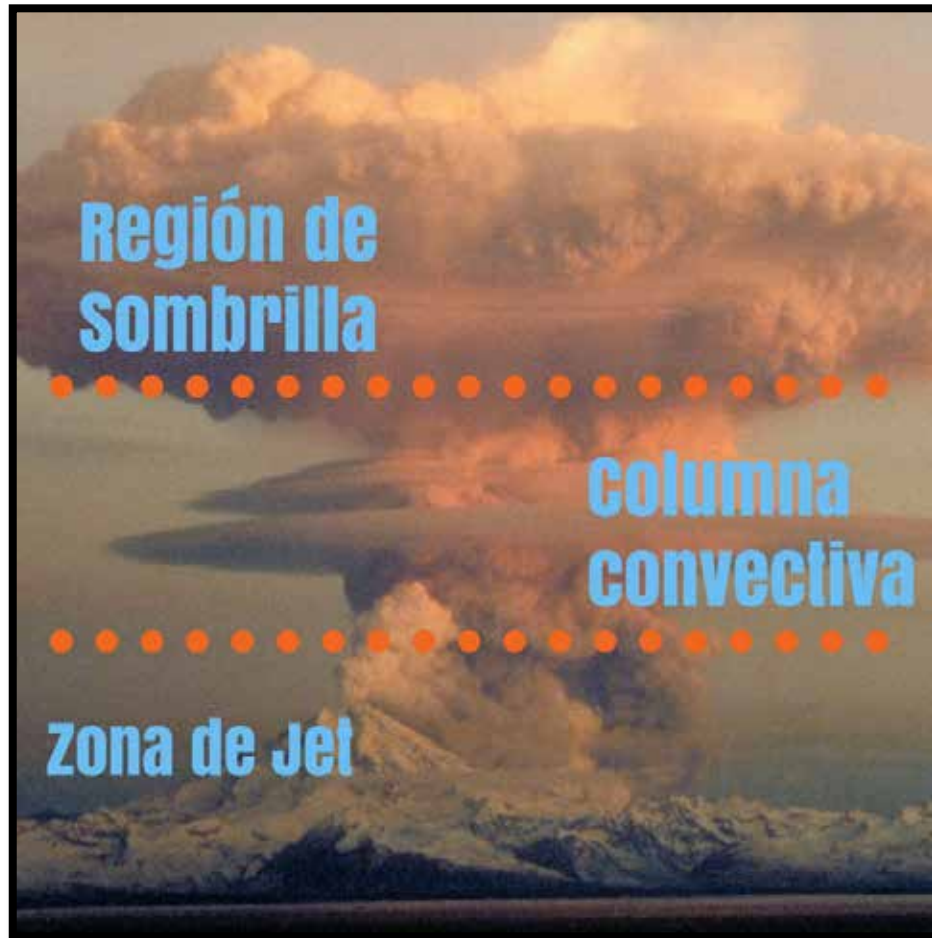 Región de
Sombrilla
Columna
convectiva
Zona de Jet